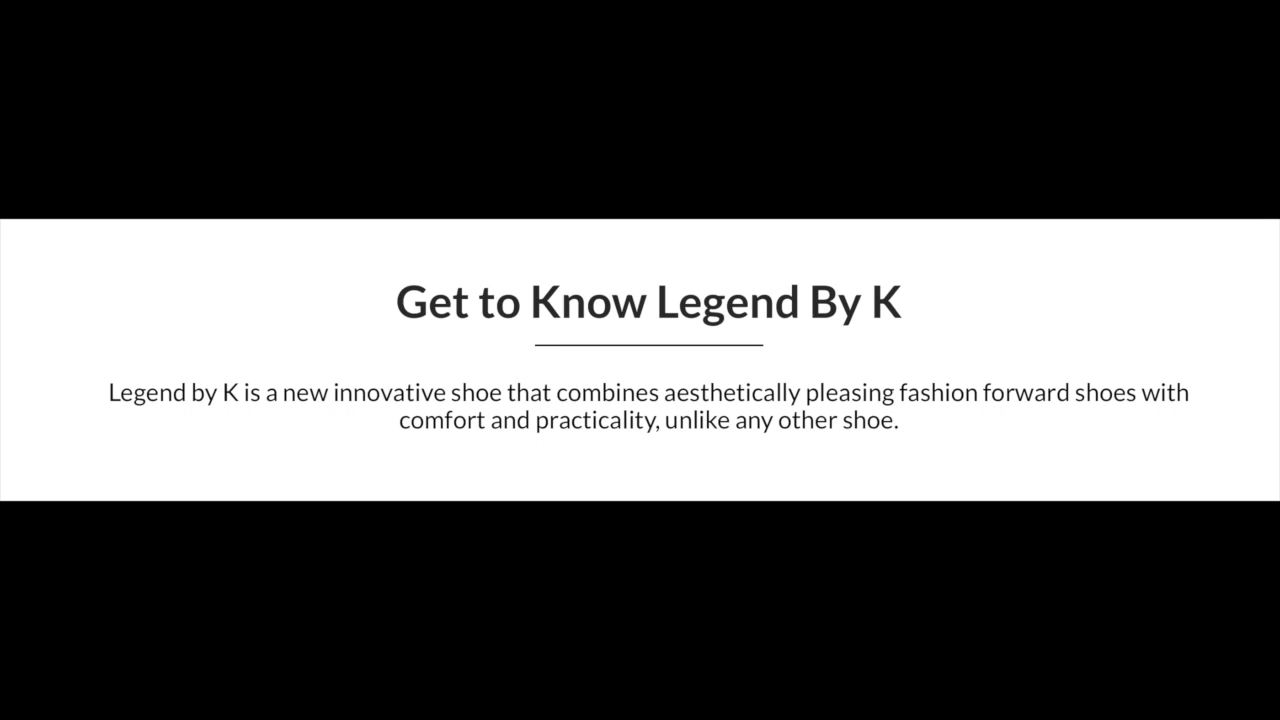 Get to Know Legend By K
Legend by K is a new innovative shoe that combines aesthetically pleasing fashion forward shoes with
comfort and practicality, unlike any other shoe.